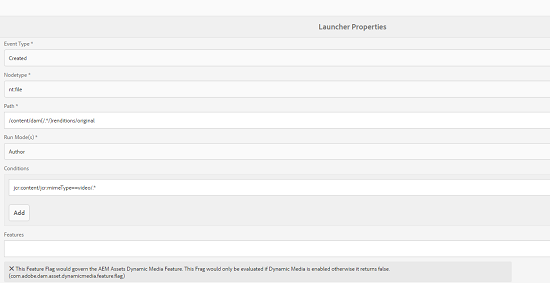 Launcher Properties
Event Type *
Created
Nodetype *
nt:file
Path *
/content/dam(/.*/)renditions/original
Run Mode(s) *
Author
Conditions
jcr:content/jcr:mimeType==video/.*
Add
Features
✕ This Feature Flag would govern the AEM Assets Dynamic Media Feature. This Frag would only be evaluated if Dynamic Media is enabled otherwise it returns false.
(com.adobe.dam.asset.dynamicmedia.feature.flag)